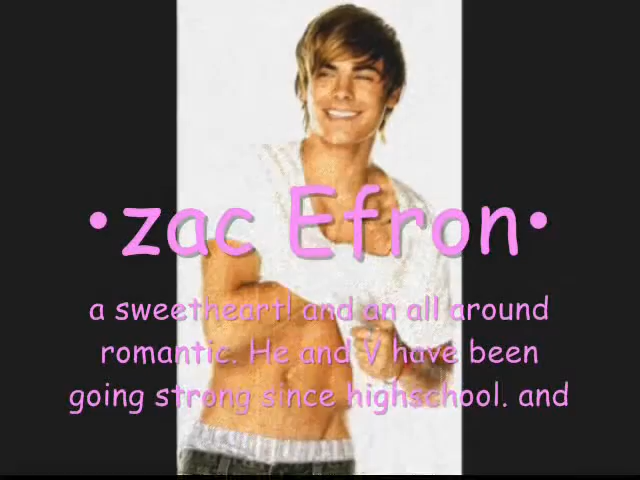 •zac Efron•
a sweetheart! and an all around
romantic. He and V have been
going strong since highschool. and